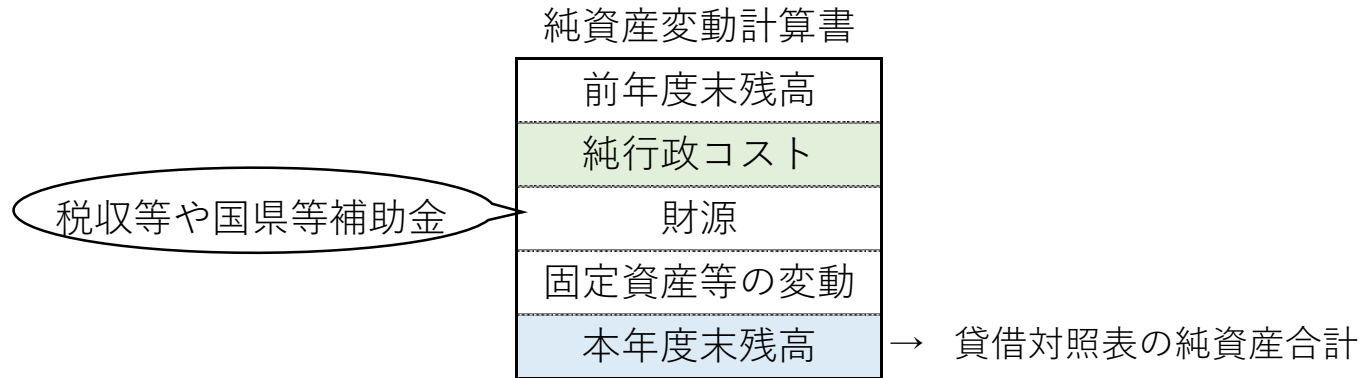 純資産変動計算書
前年度末残高
純行政コスト
税収等や国県等補助金
財源
固定資産等の変動
本年度末残高
→ 貸借対照表の純資産合計